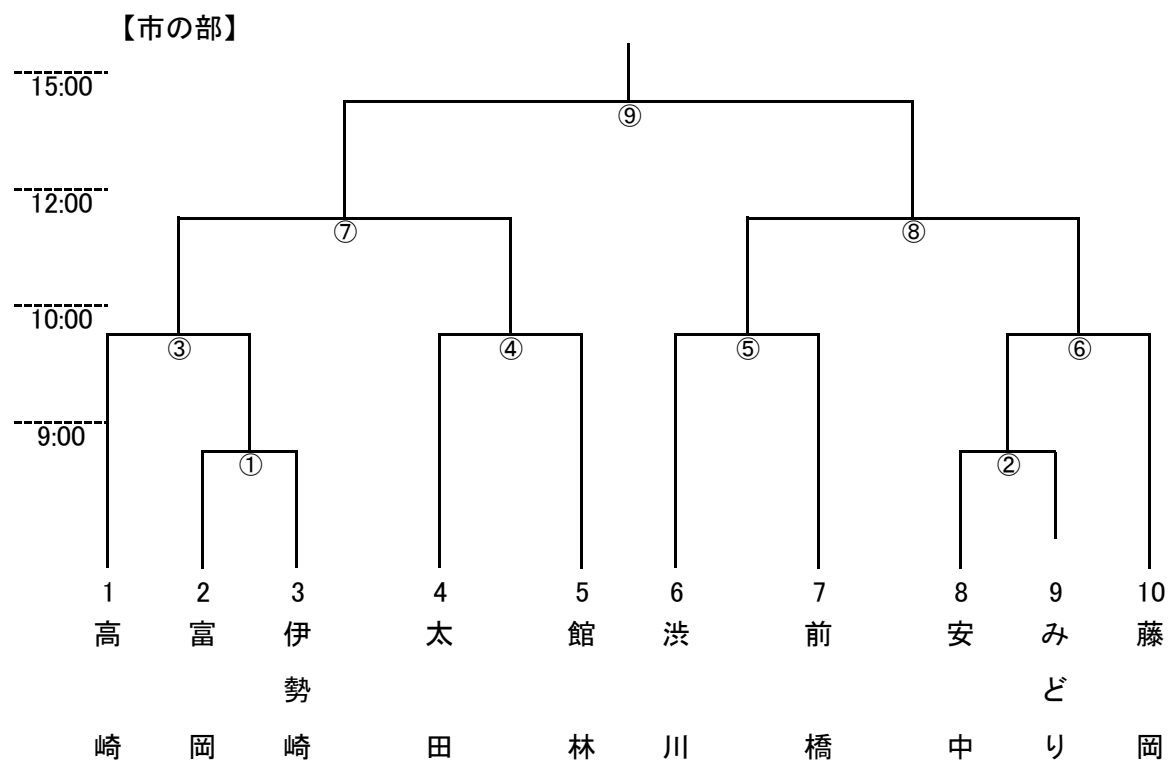 【市の部】
15:00
⑨
12:00
⑦ ⑧
10:00
③ ④ ⑤ ⑥
9:00
① ②
1 2 3 4 5 6 7 8 9 10
高崎
富岡
伊勢崎
太田
館林
渋川
前橋
安中
みどり
藤岡